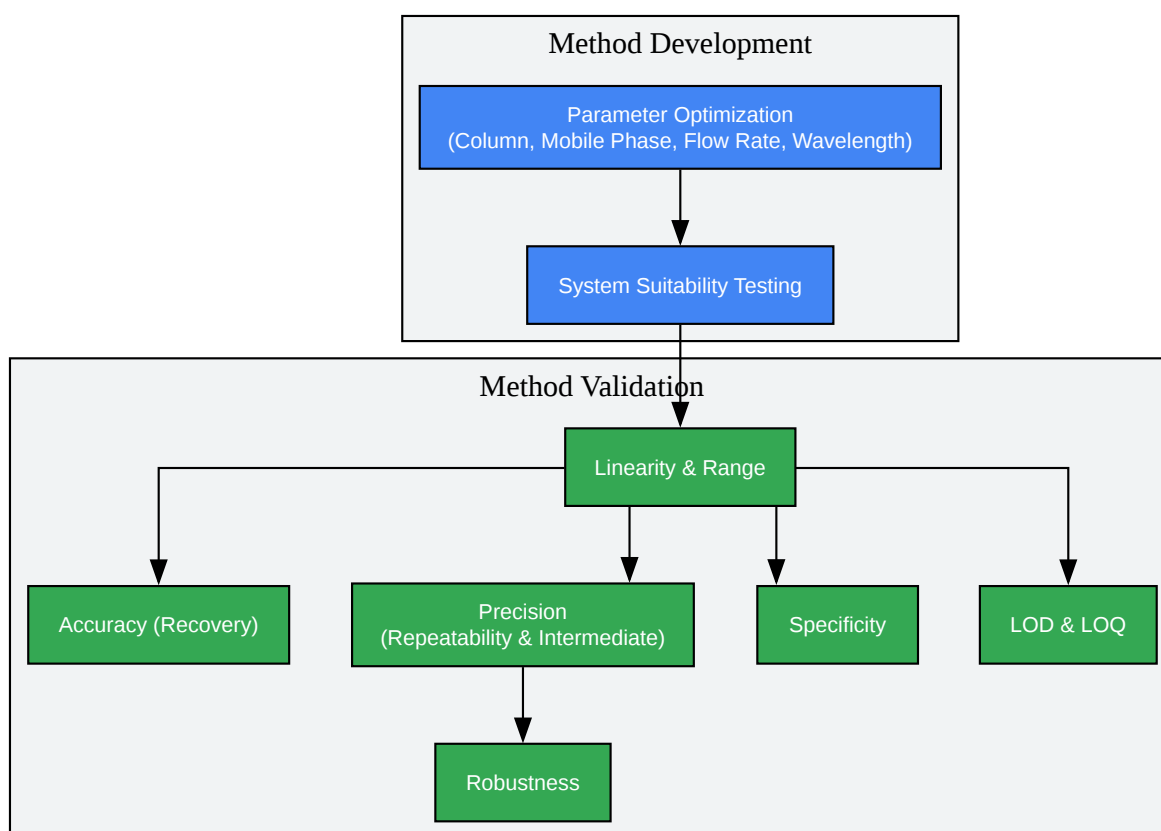 Method Development
Parameter Optimization
(Column, Mobile Phase, Flow Rate, Wavelength)
System Suitability Testing
Method Validation
Linearity & Range
Accuracy (Recovery)
Precision
(Repeatability & Intermediate)
Specificity
LOD & LOQ
Robustness